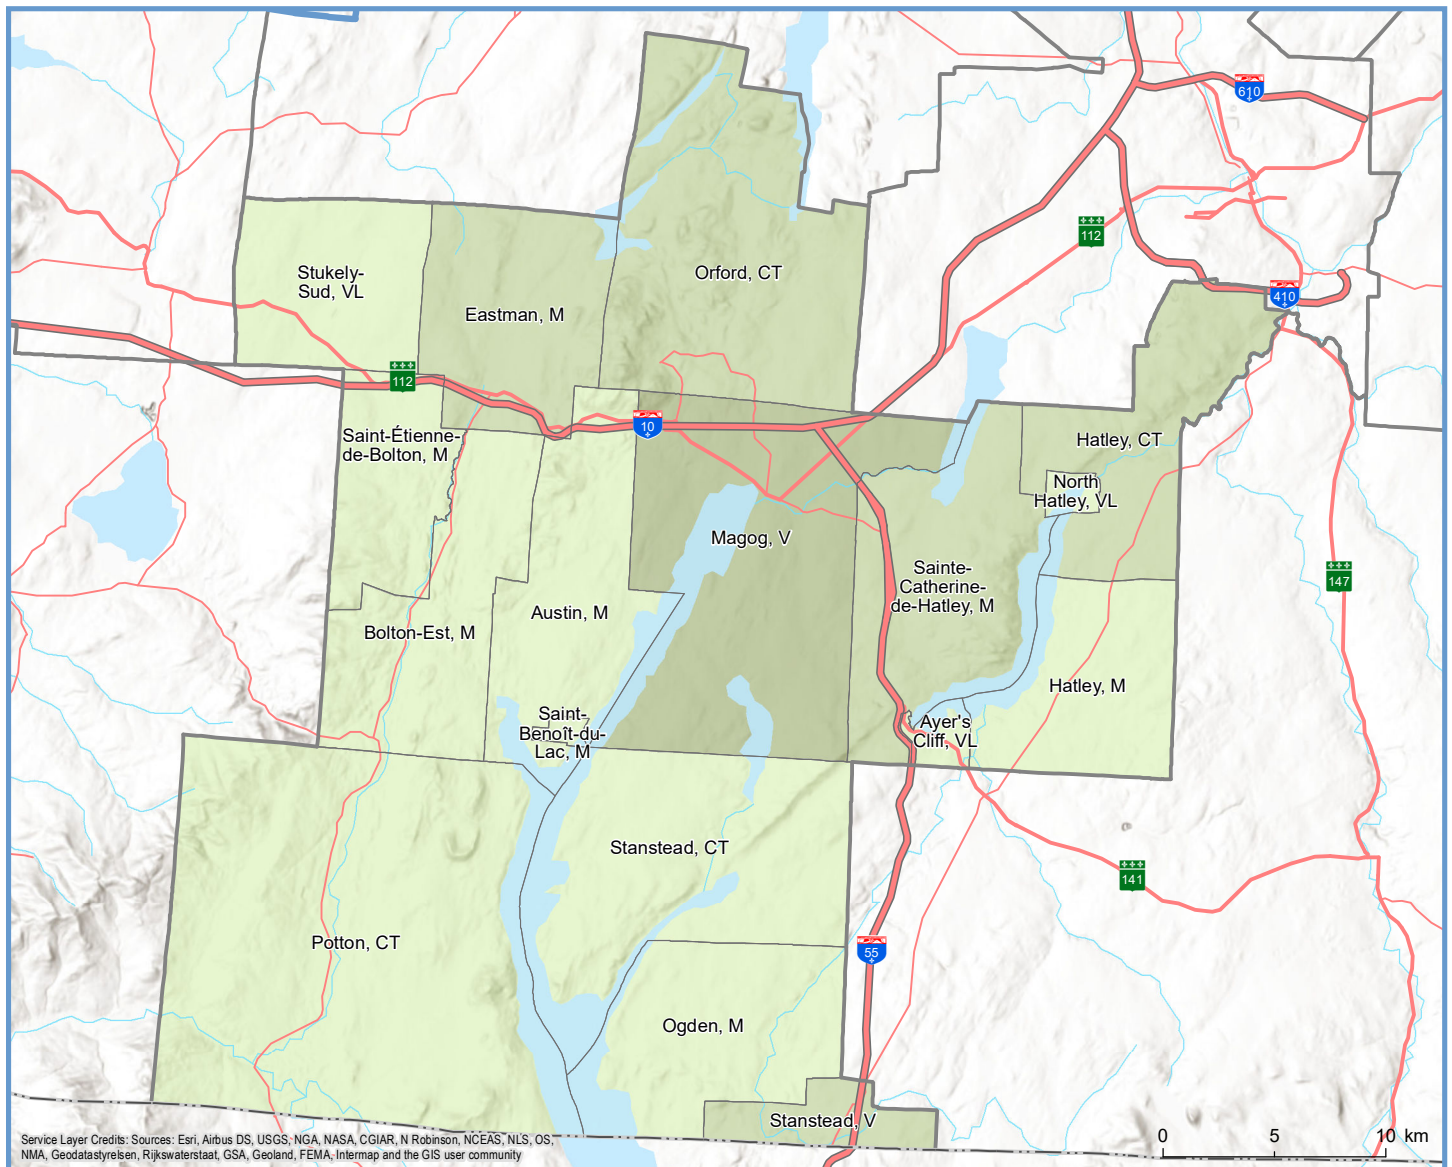 610
112
410
Stukely-
Sud, VL
Orford, CT
Eastman, M
112
10
Saint-Étienne-
de-Bolton, M
Hatley, CT
North
Hatley, VL
Magog, V
Sainte-
Catherine-
de-Hatley, M
147
Austin, M
Bolton-Est, M
Hatley, M
Saint-
Benoît-du-
Lac, M
Ayer's
Cliff, VL
Stanstead, CT
141
Potton, CT
55
Ogden, M
Stanstead, V
0 5 10 km
Service Layer Credits: Sources: Esri, Airbus DS, USGS, NGA, NASA, CGIAR, N Robinson, NCEAS, NLS, OS,
NMA, Geodatastyrelsen, Rijkswaterstaat, GSA, Geoland, FEMA, Intermap and the GIS user community